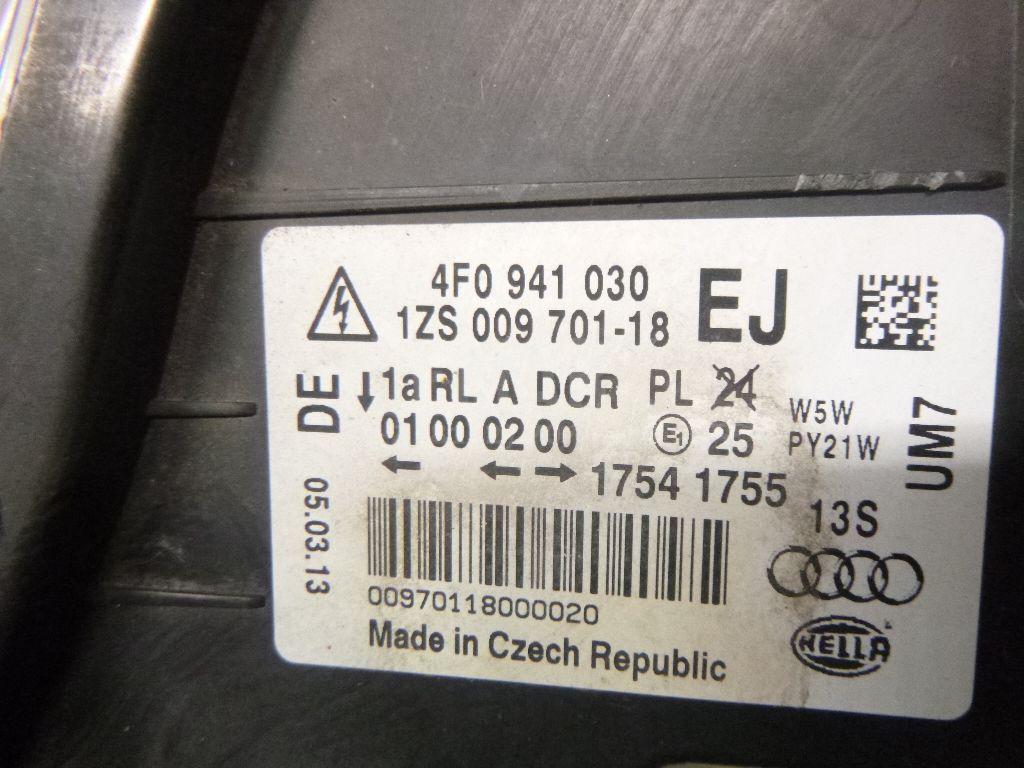 4F0 941 030 EJ
1ZS 009 701-18
DE
1a RL A DCR PL 24
01 00 02 00 E1 25
W5W
PY21W
UM7
1754 1755
13S
05.03.13
00970118000020
Made in Czech Republic
HELLA